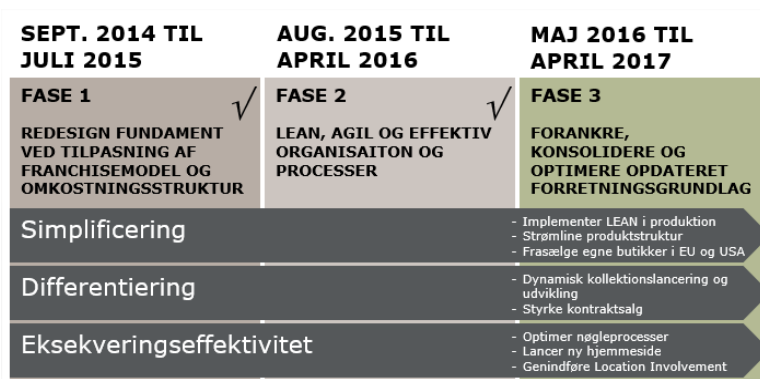 SEPT. 2014 TIL
JULI 2015
AUG. 2015 TIL
APRIL 2016
MAJ 2016 TIL
APRIL 2017
FASE 1
√
REDESIGN FUNDAMENT
VED TILPASNING AF
FRANCHISEMODEL OG
OMKOSTNINGSSTRUKTUR
FASE 2
√
LEAN, AGIL OG EFFEKTIV
ORGANISAITON OG
PROCESSER
FASE 3
FORANKRE,
KONSOLIDERE OG
OPTIMERE OPDATERET
FORRETNINGSGRUNDLAG
Simplificering
- Implementer LEAN i produktion
- Strømline produktstruktur
- Frasælge egne butikker i EU og USA
Differentiering
- Dynamisk kollektionslancering og
udvikling
- Styrke kontraktsalg
Eksekveringseffektivitet
- Optimer nøgleprocesser
- Lancer ny hjemmeside
- Genindføre Location Involvement